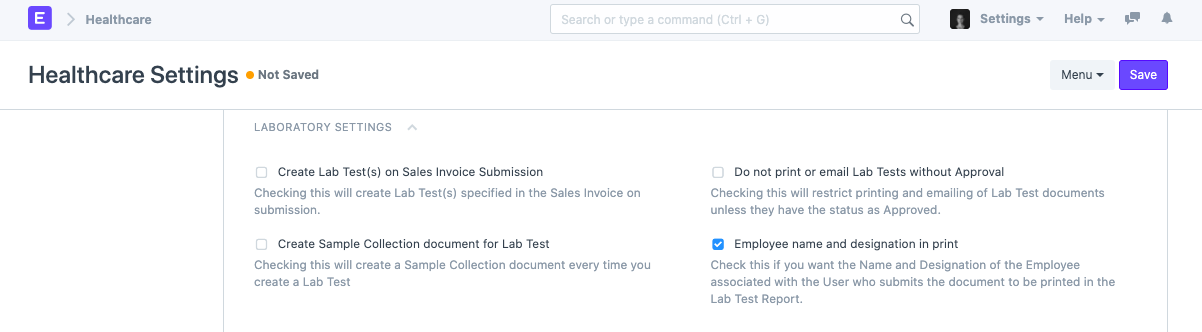 E Healthcare Search or type a command (Ctrl + G) Settings Help
Healthcare Settings Not Saved Menu Save
LABORATORY SETTINGS
Create Lab Test(s) on Sales Invoice Submission
Checking this will create Lab Test(s) specified in the Sales Invoice on
submission.
Create Sample Collection document for Lab Test
Checking this will create a Sample Collection document every time you
create a Lab Test
Do not print or email Lab Tests without Approval
Checking this will restrict printing and emailing of Lab Test documents
unless they have the status as Approved.
Employee name and designation in print
Check this if you want the Name and Designation of the Employee
associated with the User who submits the document to be printed in the
Lab Test Report.